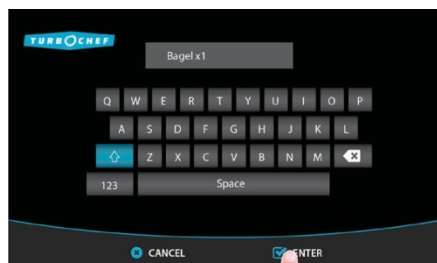 TURBOCHEF
Bagel x1
Q W E R T Y U I O P
A S D F G H J K L
Z X C V B N M
123 Space
CANCEL ENTER